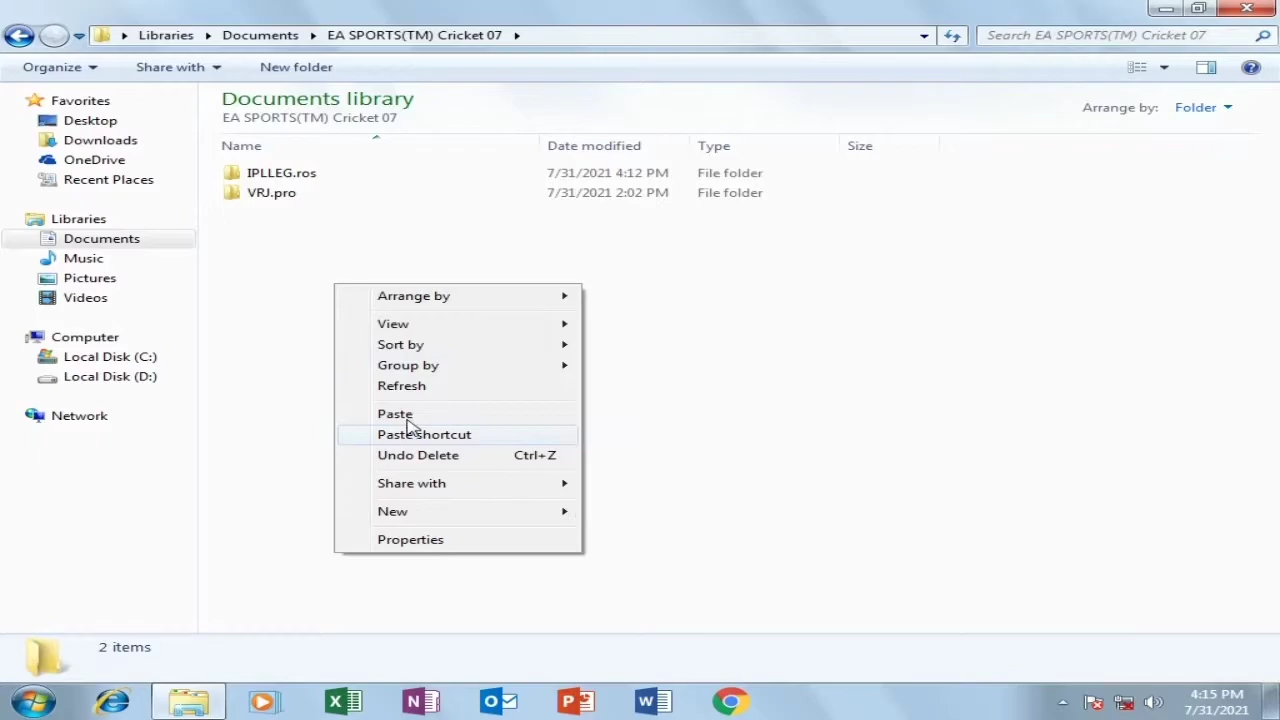 Libraries Documents EA SPORTS(TM) Cricket 07
Search EA SPORTS(TM) Cricket 07
Organize Share with New folder
Favorites
Desktop
Downloads
OneDrive
Recent Places
Libraries
Documents
Music
Pictures
Videos
Computer
Local Disk (C:)
Local Disk (D:)
Network
Documents library
EA SPORTS(TM) Cricket 07
Arrange by: Folder
Name Date modified Type Size
IPLLEG.ros 7/31/2021 4:12 PM File folder
VRJ.pro 7/31/2021 2:02 PM File folder
Arrange by
View
Sort by
Group by
Refresh
Paste
Paste shortcut
Undo Delete Ctrl+Z
Share with
New
Properties
2 items
4:15 PM
7/31/2021